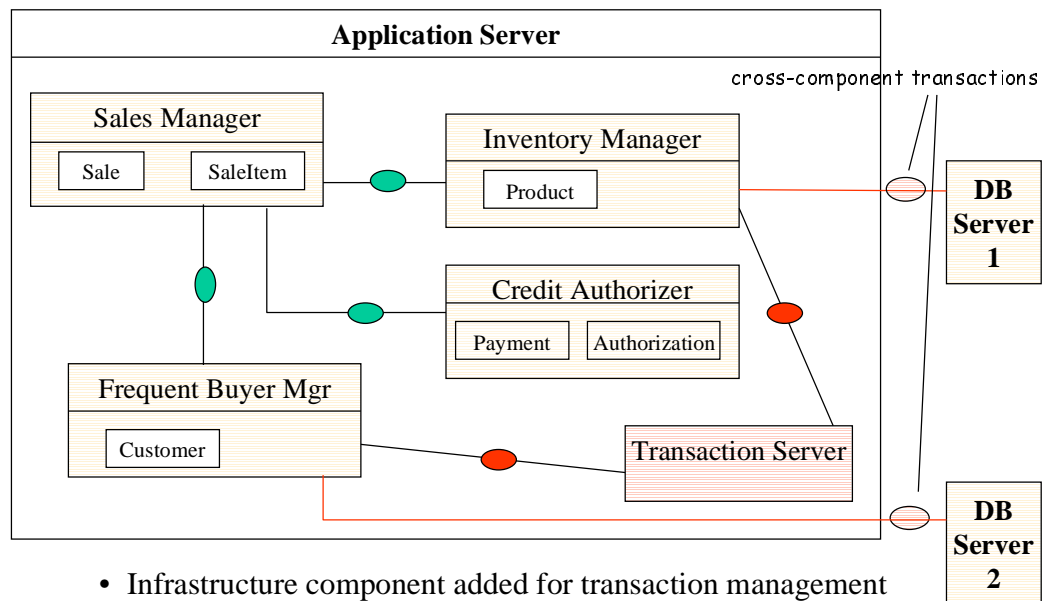 Application Server
cross-component transactions
Sales Manager
Sale
SaleItem
Inventory Manager
Product
DB
Server
1
Credit Authorizer
Payment
Authorization
Frequent Buyer Mgr
Customer
Transaction Server
DB
Server
2
• Infrastructure component added for transaction management